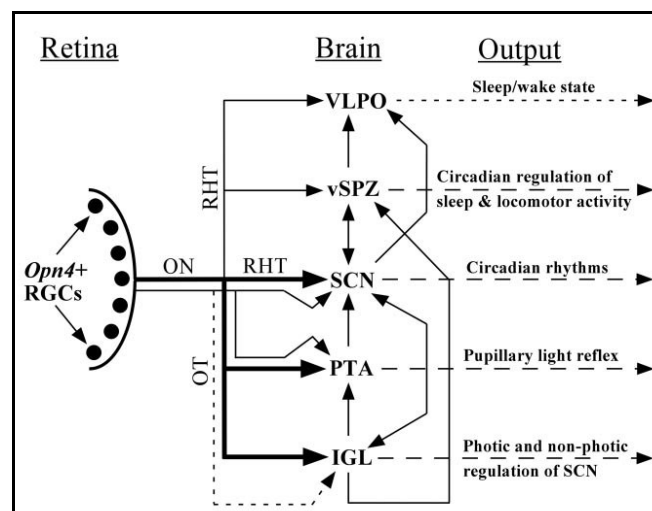 Retina Brain Output
VLPO
Sleep/wake state
RHT
vSPZ
Circadian regulation of
sleep & locomotor activity
Opn4+
RGCs
ON
RHT
SCN
Circadian rhythms
OT
PTA
Pupillary light reflex
IGL
Photic and non-photic
regulation of SCN